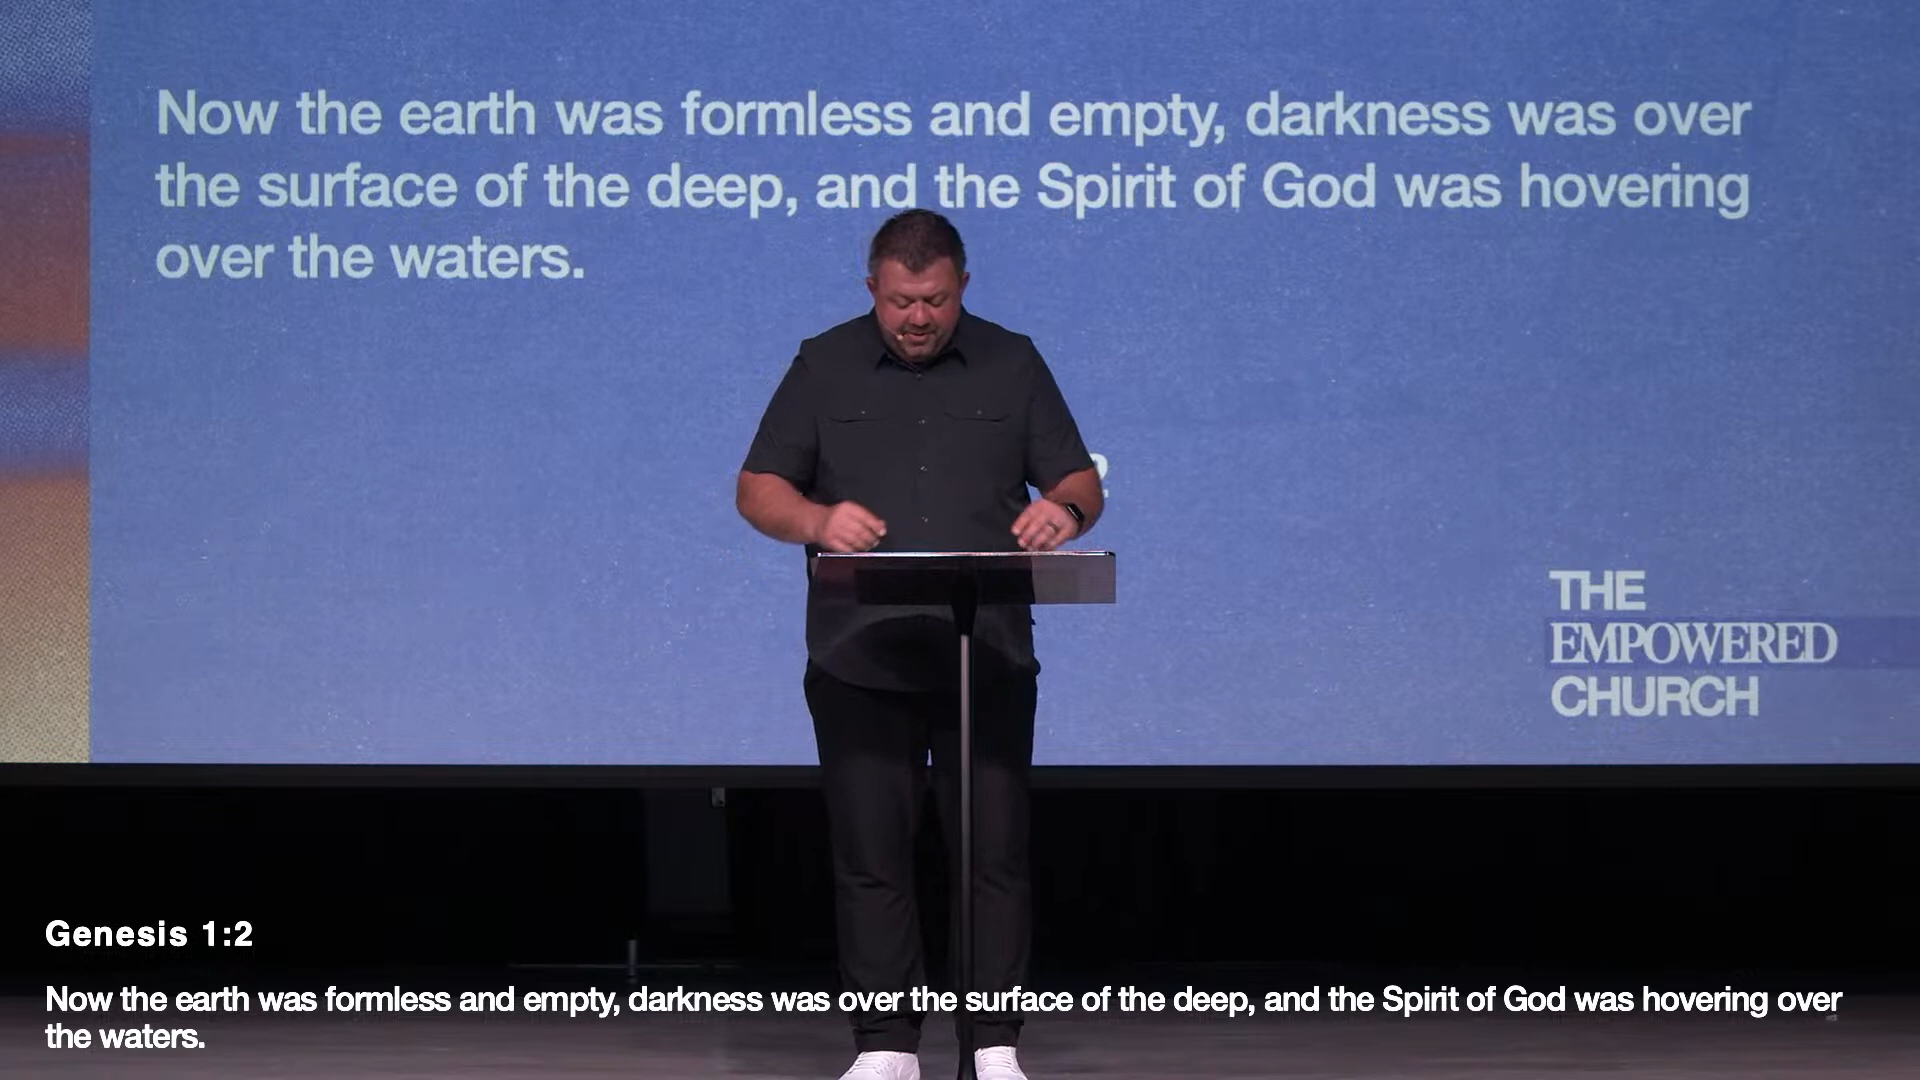 Now the earth was formless and empty, darkness was over
the surface of the deep, and the Spirit of God was hovering
over the waters.
2
THE
EMPOWERED
CHURCH
Genesis 1:2
Now the earth was formless and empty, darkness was over the surface of the deep, and the Spirit of God was hovering over
the waters.